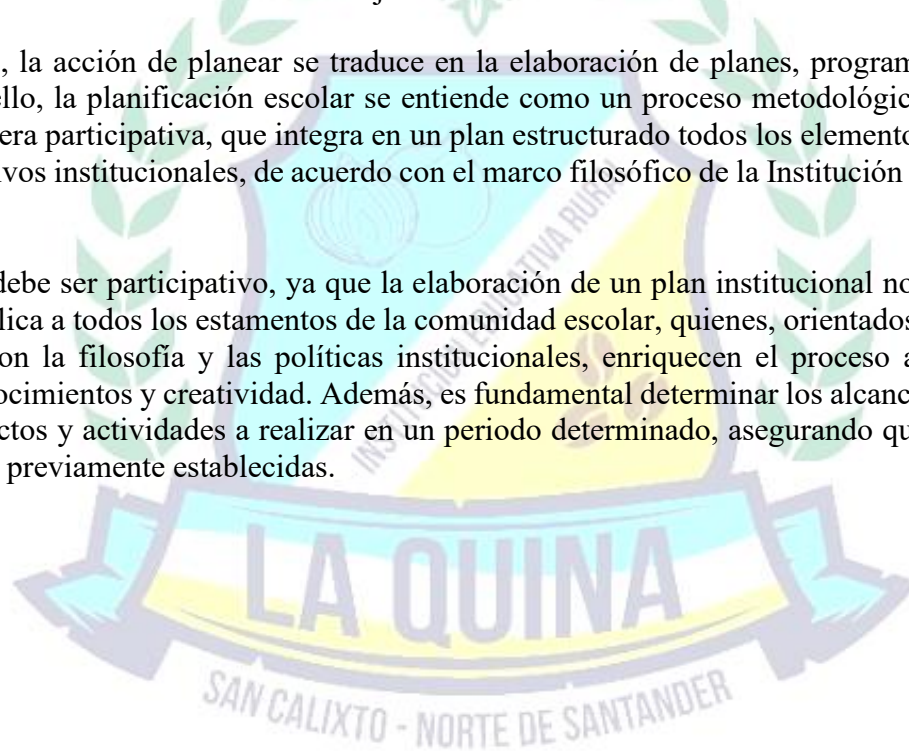 , la acción de planear se traduce en la elaboración de planes, program
ello, la planificación escolar se entiende como un proceso metodológic
era participativa, que integra en un plan estructurado todos los elemento
vos institucionales, de acuerdo con el marco filosófico de la Institución
debe ser participativo, ya que la elaboración de un plan institucional no
lica a todos los estamentos de la comunidad escolar, quienes, orientados
on la filosofía y las políticas institucionales, enriquecen el proceso a
ocimientos y creatividad. Además, es fundamental determinar los alcanc
ctos y actividades a realizar en un periodo determinado, asegurando qu
previamente establecidas.
INSTITUCIÓN EDUCATIVA RURAL
LA QUINA
SAN CALIXTO - NORTE DE SANTANDER